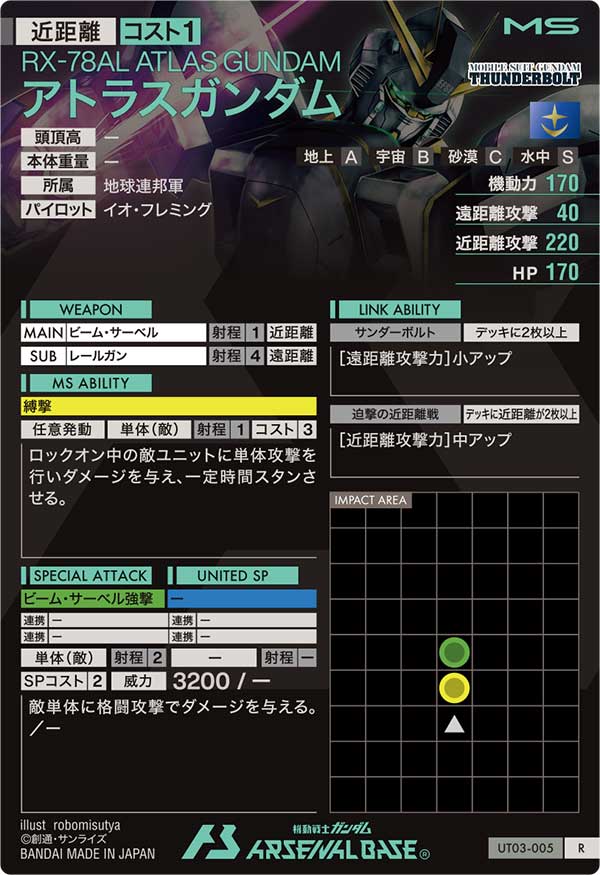 近距離 コスト1 MS
RX-78AL ATLAS GUNDAM
アトラスガンダム
MOBILE SUIT GUNDAM
THUNDERBOLT
頭頂高 —
本体重量 —
所属 地球連邦軍
パイロット イオ・フレミング
地上 A 宇宙 B 砂漠 C 水中 S
機動力 170
遠距離攻撃 40
近距離攻撃 220
HP 170
WEAPON
MAIN ビーム・サーベル 射程 1 近距離
SUB レールガン 射程 4 遠距離
MS ABILITY
縛撃
任意発動 単体(敵) 射程 1 コスト 3
ロックオン中の敵ユニットに単体攻撃を
行いダメージを与え、一定時間スタンさ
せる。
LINK ABILITY
サンダーボルト デッキに2枚以上
[遠距離攻撃力]小アップ
迫撃の近距離戦 デッキに近距離が2枚以上
[近距離攻撃力]中アップ
IMPACT AREA
SPECIAL ATTACK UNITED SP
ビーム・サーベル強撃 —
連携 — 連携 —
連携 — 連携 —
単体(敵) 射程 2 — 射程 —
SPコスト 2 威力 3200 / —
敵単体に格闘攻撃でダメージを与える。
/—
illust robomisutya
©創通・サンライズ
BANDAI MADE IN JAPAN
機動戦士ガンダム
ARSENAL BASE®
UT03-005 R